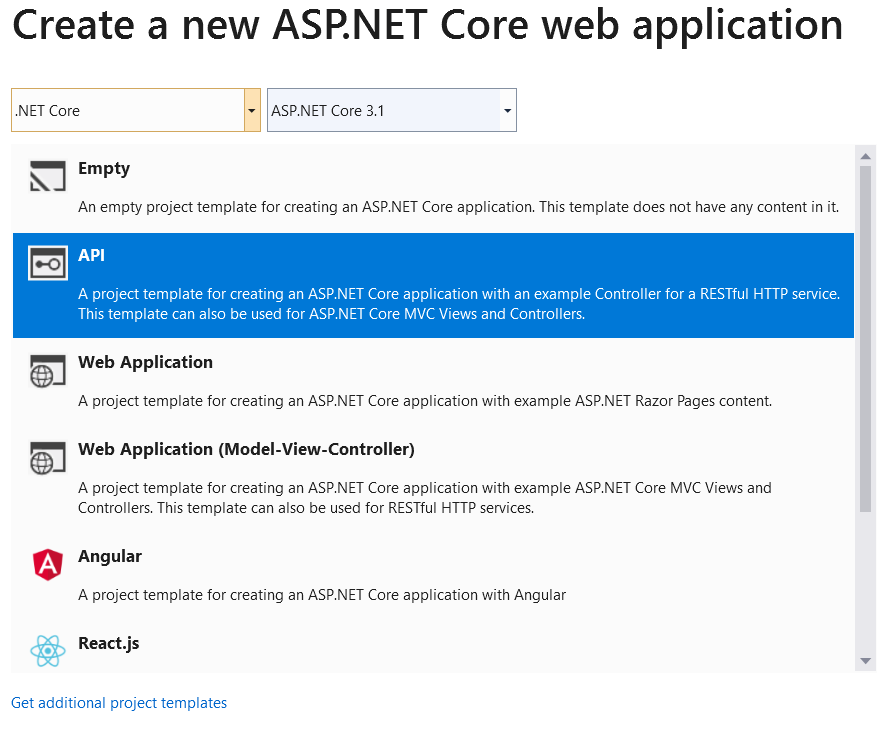 Create a new ASP.NET Core web application
.NET Core
ASP.NET Core 3.1
Empty
An empty project template for creating an ASP.NET Core application. This template does not have any content in it.
API
A project template for creating an ASP.NET Core application with an example Controller for a RESTful HTTP service.
This template can also be used for ASP.NET Core MVC Views and Controllers.
Web Application
A project template for creating an ASP.NET Core application with example ASP.NET Razor Pages content.
Web Application (Model-View-Controller)
A project template for creating an ASP.NET Core application with example ASP.NET Core MVC Views and
Controllers. This template can also be used for RESTful HTTP services.
Angular
A project template for creating an ASP.NET Core application with Angular
React.js
Get additional project templates